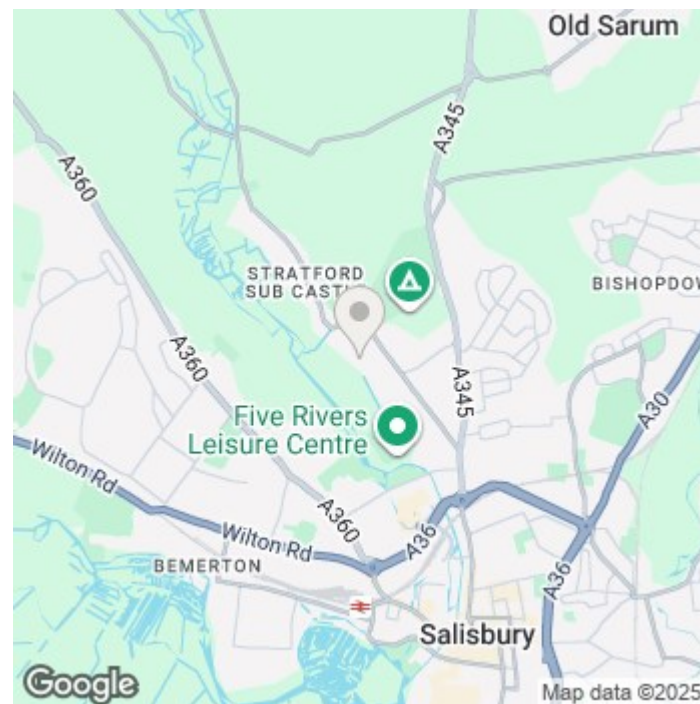 Old Sarum
A345
A360
STRATFORD
SUB CASTLE
BISHOPDOW
A360
A345
A30
Five Rivers
Leisure Centre
Wilton Rd
Wilton Rd
A360
A36
BEMERTON
A36
Salisbury
Google
Map data ©2025